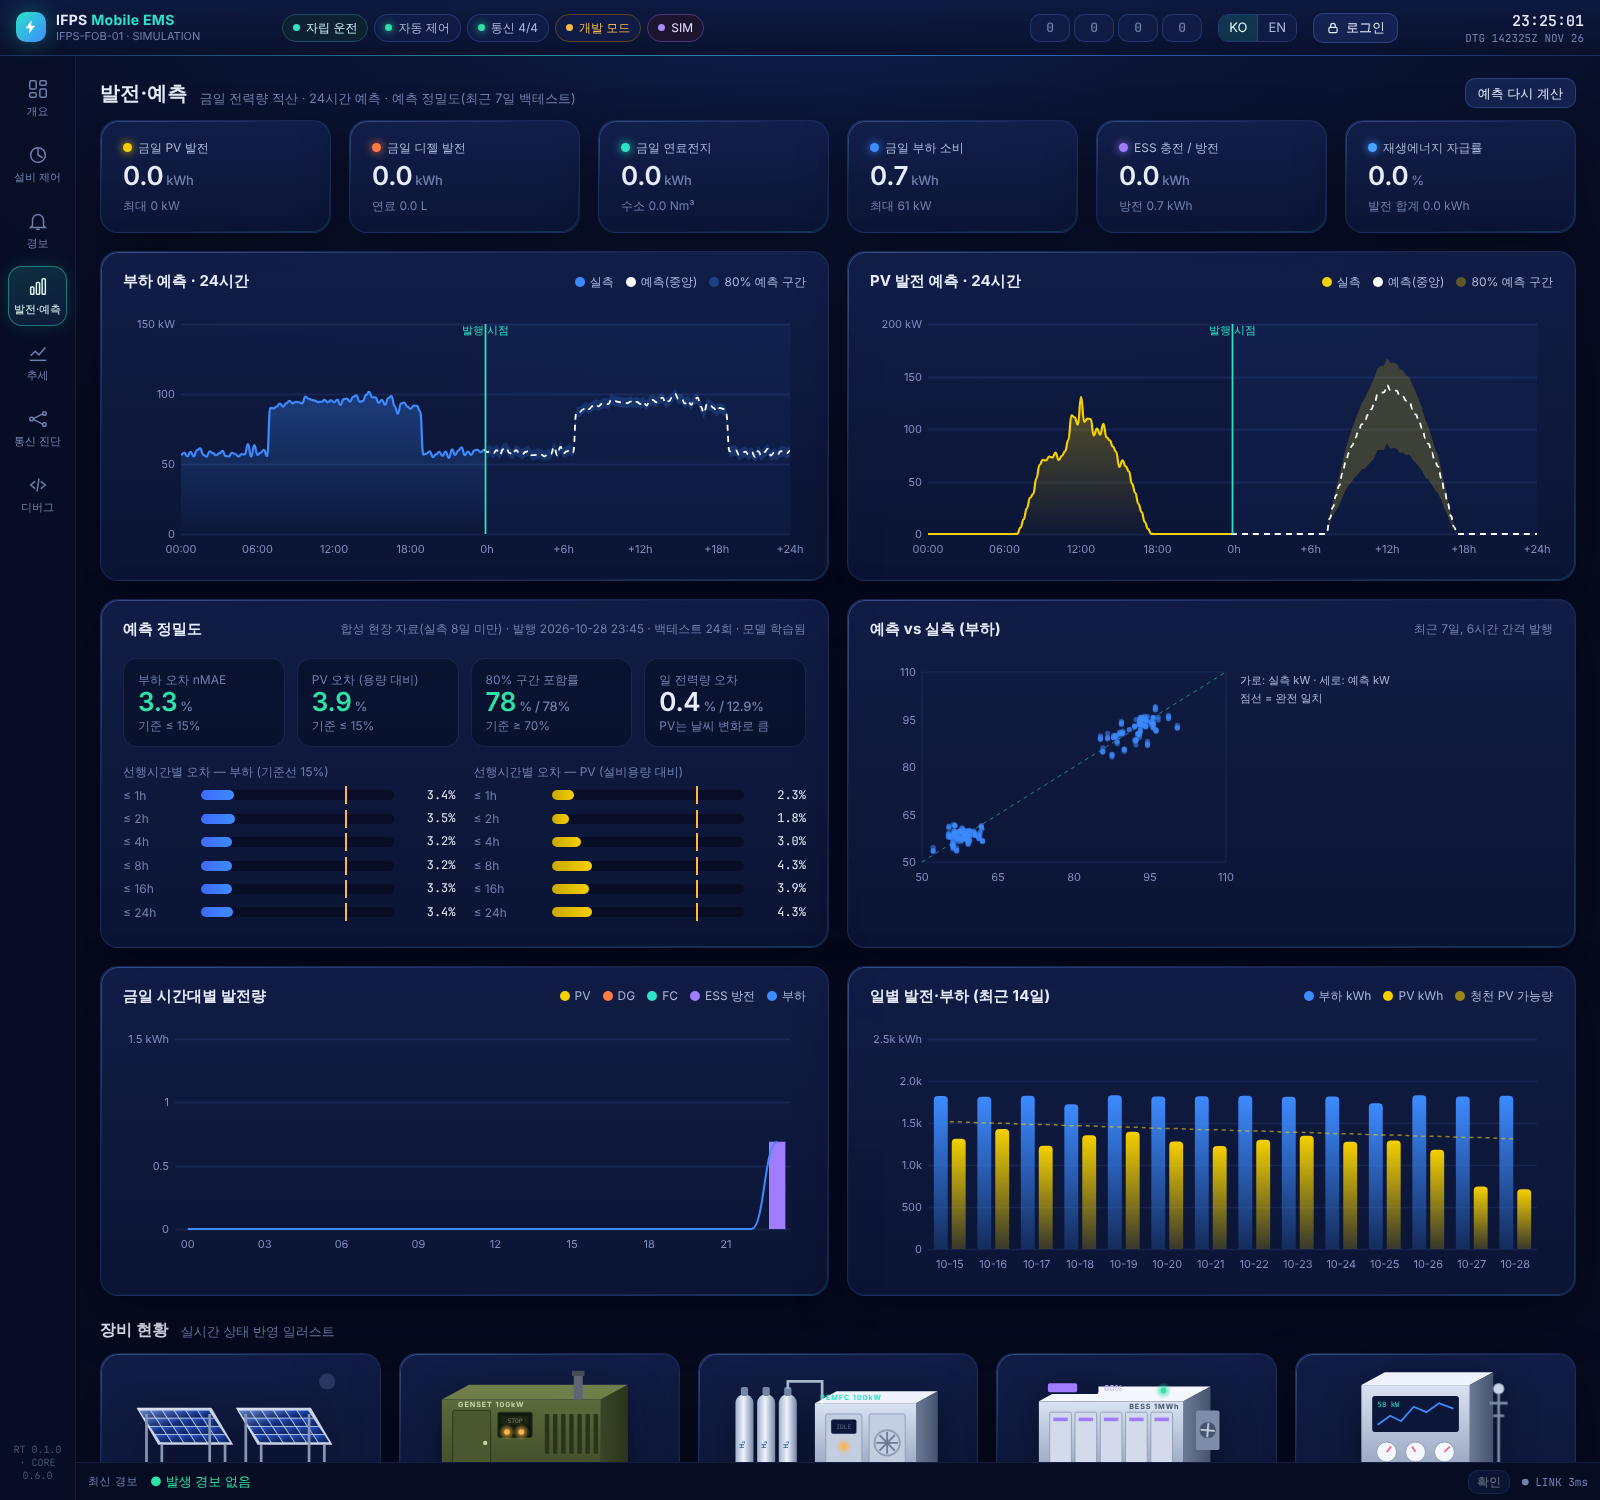 IFPS Mobile EMS
IFPS-FOB-01 · SIMULATION
자립 운전
자동 제어
통신 4/4
개발 모드
SIM
0 0 0 0
KO EN
로그인
23:25:01
DTG 142325Z NOV 26
개요
설비 제어
경보
발전·예측
추세
통신 진단
디버그
RT 0.1.0
· CORE
0.6.0
발전·예측 금일 전력량 적산 · 24시간 예측 · 예측 정밀도(최근 7일 백테스트)
예측 다시 계산
금일 PV 발전
0.0 kWh
최대 0 kW
금일 디젤 발전
0.0 kWh
연료 0.0 L
금일 연료전지
0.0 kWh
수소 0.0 Nm³
금일 부하 소비
0.7 kWh
최대 61 kW
ESS 충전 / 방전
0.0 kWh
방전 0.7 kWh
재생에너지 자급률
0.0 %
발전 합계 0.0 kWh
부하 예측 · 24시간
실측 예측(중앙) 80% 예측 구간
발행 시점
150 kW
100
50
0
00:00 06:00 12:00 18:00 0h +6h +12h +18h +24h
PV 발전 예측 · 24시간
실측 예측(중앙) 80% 예측 구간
발행 시점
200 kW
150
100
50
0
00:00 06:00 12:00 18:00 0h +6h +12h +18h +24h
예측 정밀도
합성 현장 자료(실측 8일 미만) · 발행 2026-10-28 23:45 · 백테스트 24회 · 모델 학습됨
부하 오차 nMAE
3.3 %
기준 ≤ 15%
PV 오차 (용량 대비)
3.9 %
기준 ≤ 15%
80% 구간 포함률
78 % / 78%
기준 ≥ 70%
일 전력량 오차
0.4 % / 12.9%
PV는 날씨 변화로 큼
선행시간별 오차 — 부하 (기준선 15%)
≤ 1h 3.4%
≤ 2h 3.5%
≤ 4h 3.2%
≤ 8h 3.2%
≤ 16h 3.3%
≤ 24h 3.4%
선행시간별 오차 — PV (설비용량 대비)
≤ 1h 2.3%
≤ 2h 1.8%
≤ 4h 3.0%
≤ 8h 4.3%
≤ 16h 3.9%
≤ 24h 4.3%
예측 vs 실측 (부하)
최근 7일, 6시간 간격 발행
110
95
80
65
50
50 65 80 95 110
가로: 실측 kW · 세로: 예측 kW
점선 = 완전 일치
금일 시간대별 발전량
PV DG FC ESS 방전 부하
1.5 kWh
1
0.5
0
00 03 06 09 12 15 18 21
일별 발전·부하 (최근 14일)
부하 kWh PV kWh 청천 PV 가능량
2.5k kWh
2.0k
1.5k
1.0k
500
0
10-15 10-16 10-17 10-18 10-19 10-20 10-21 10-22 10-23 10-24 10-25 10-26 10-27 10-28
장비 현황 실시간 상태 반영 일러스트
GENSET 100kW
STOP
PEMFC 100kW
IDLE
H₂ H₂ H₂
60%
BESS 1MWh
58 kW
최신 경보 발생 경보 없음
확인
LINK 3ms